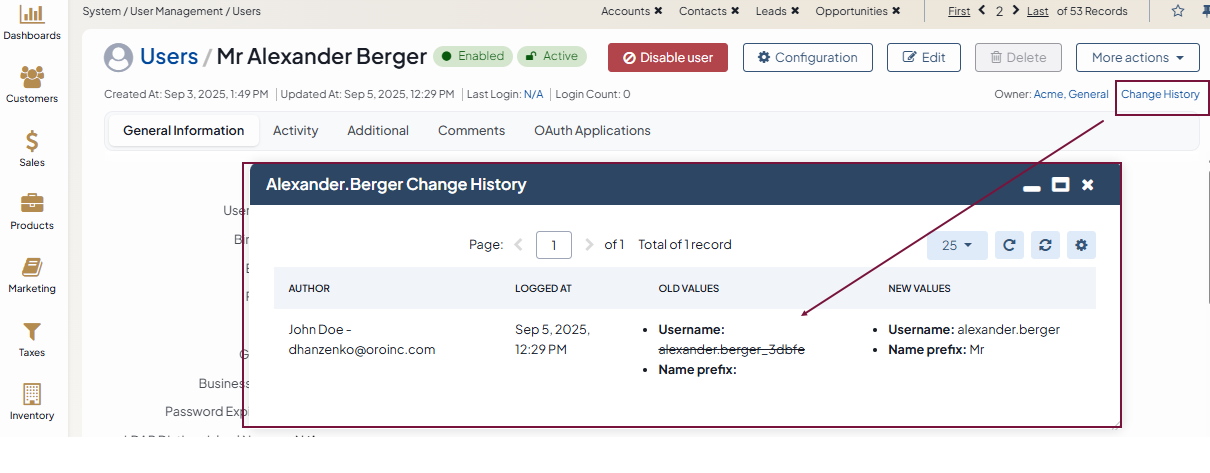 System / User Management / Users
Accounts ✖ Contacts ✖ Leads ✖ Opportunities ✖
First 2 Last of 53 Records
Dashboards
Customers
Sales
Products
Marketing
Taxes
Inventory
Users / Mr Alexander Berger
Enabled
Active
Disable user
Configuration
Edit
Delete
More actions
Created At: Sep 3, 2025, 1:49 PM | Updated At: Sep 5, 2025, 12:29 PM | Last Login: N/A | Login Count: 0
Owner: Acme, General
Change History
General Information Activity Additional Comments OAuth Applications
Alexander.Berger Change History
Page: 1 of 1 Total of 1 record
25
AUTHOR LOGGED AT OLD VALUES NEW VALUES
John Doe -
dhanzenko@oroinc.com
Sep 5, 2025,
12:29 PM
• Username:
alexander.berger_3dbfe
• Name prefix:
• Username: alexander.berger
• Name prefix: Mr
Business